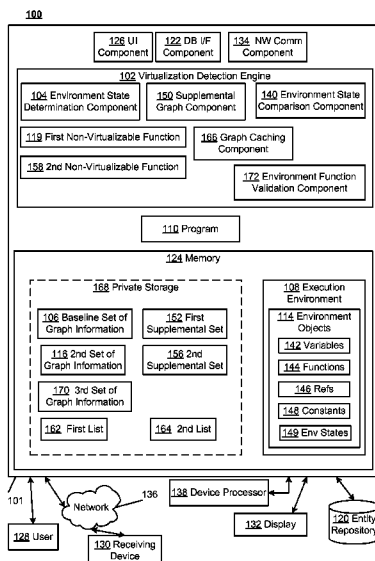 100
126 UI Component
122 DB I/F Component
134 NW Comm Component
102 Virtualization Detection Engine
104 Environment State Determination Component
150 Supplemental Graph Component
140 Environment State Comparison Component
119 First Non-Virtualizable Function
166 Graph Caching Component
158 2nd Non-Virtualizable Function
172 Environment Function Validation Component
110 Program
124 Memory
168 Private Storage
108 Execution Environment
106 Baseline Set of Graph Information
152 First Supplemental Set
114 Environment Objects
142 Variables
116 2nd Set of Graph Information
156 2nd Supplemental Set
144 Functions
146 Refs
170 3rd Set of Graph Information
148 Constants
162 First List
164 2nd List
149 Env States
101
Network
136
138 Device Processor
128 User
130 Receiving Device
132 Display
120 Entity Repository